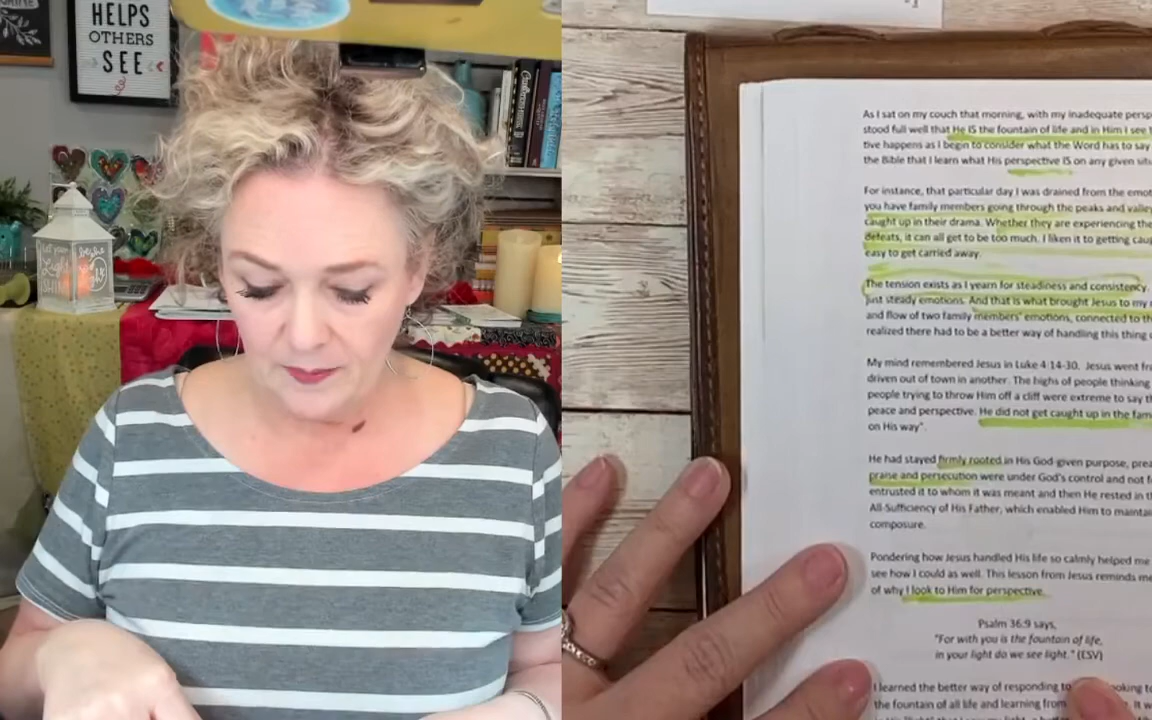 HELPS
OTHERS
SEE
As I sat on my couch that morning, with my inadequate persp
stood full well that He IS the fountain of life and in Him I see
tive happens as I begin to consider what the Word has to say
the Bible that I learn what His perspective IS on any given situ
For instance, that particular day I was drained from the emot
you have family members going through the peaks and valley
caught up in their drama. Whether they are experiencing the
defeats, it can all get to be too much. I liken it to getting caug
easy to get carried away.
The tension exists as I yearn for steadiness and consistency.
just steady emotions. And that is what brought Jesus to my
and flow of two family members' emotions, connected to th
realized there had to be a better way of handling this thing
My mind remembered Jesus in Luke 4:14-30. Jesus went fr
driven out of town in another. The highs of people thinking
people trying to throw Him off a cliff were extreme to say th
peace and perspective. He did not get caught up in the fam
on His way".
He had stayed firmly rooted in His God-given purpose, prea
praise and persecution were under God's control and not
entrusted it to whom it was meant and then He rested in th
All-Sufficiency of His Father, which enabled Him to maintai
composure.
Pondering how Jesus handled His life so calmly helped me
see how I could as well. This lesson from Jesus reminds me
of why I look to Him for perspective.
Psalm 36:9 says,
"For with you is the fountain of life,
in your light do we see light." (ESV)
I learned the better way of responding to looking to
the fountain of all life and learning from